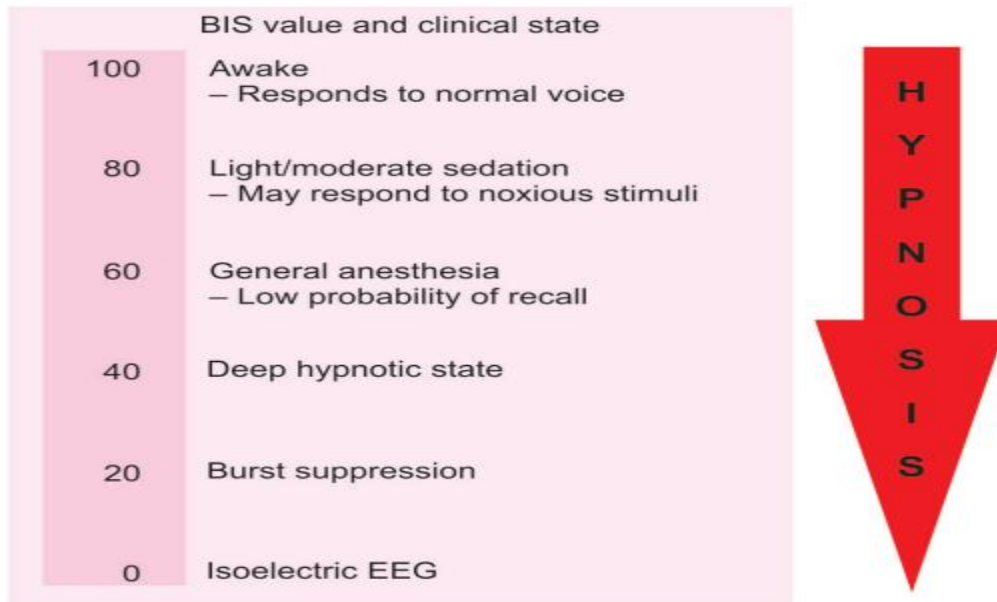 BIS value and clinical state
100 Awake
– Responds to normal voice
80 Light/moderate sedation
– May respond to noxious stimuli
60 General anesthesia
– Low probability of recall
40 Deep hypnotic state
20 Burst suppression
0 Isoelectric EEG
H
Y
P
N
O
S
I
S